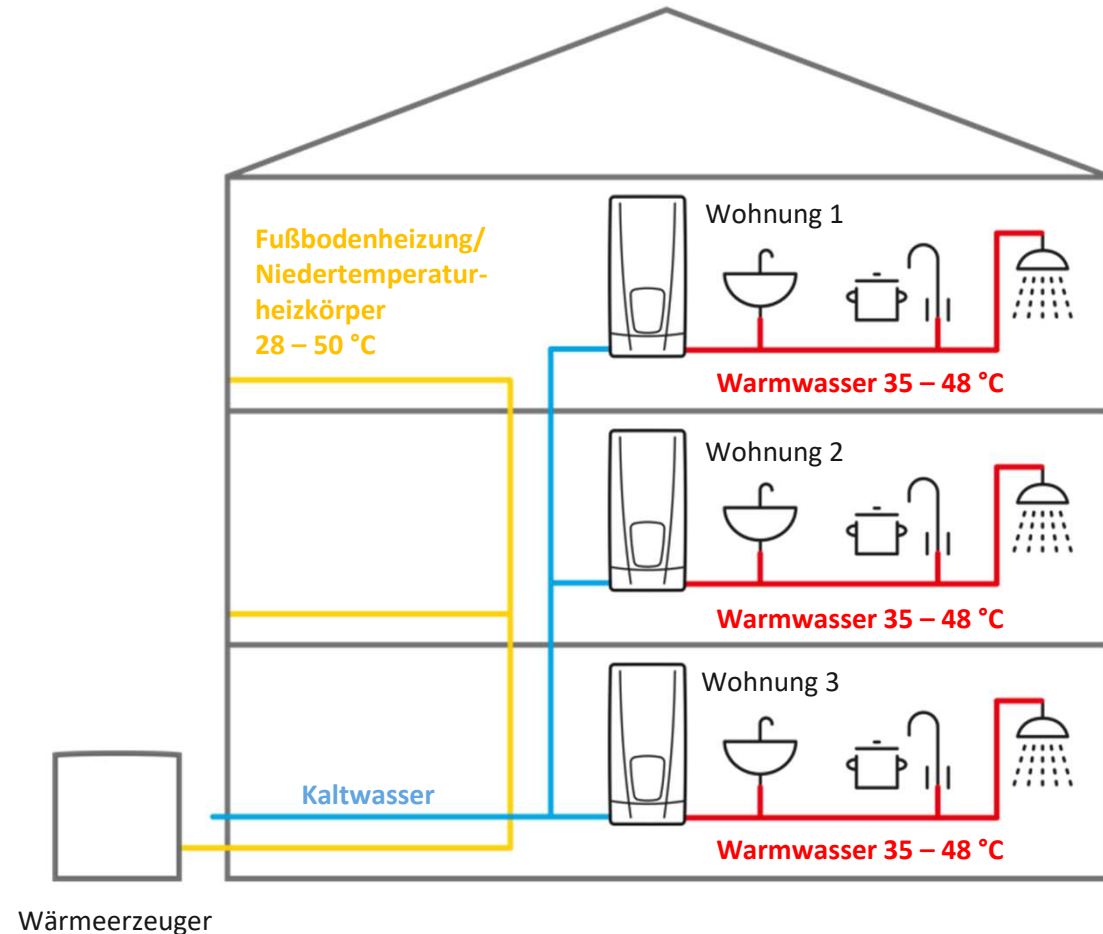 Wohnung 1
Fußbodenheizung/
Niedertemperatur-
heizkörper
28 – 50 °C
Warmwasser 35 – 48 °C
Wohnung 2
Warmwasser 35 – 48 °C
Wohnung 3
Kaltwasser
Warmwasser 35 – 48 °C
Wärmeerzeuger